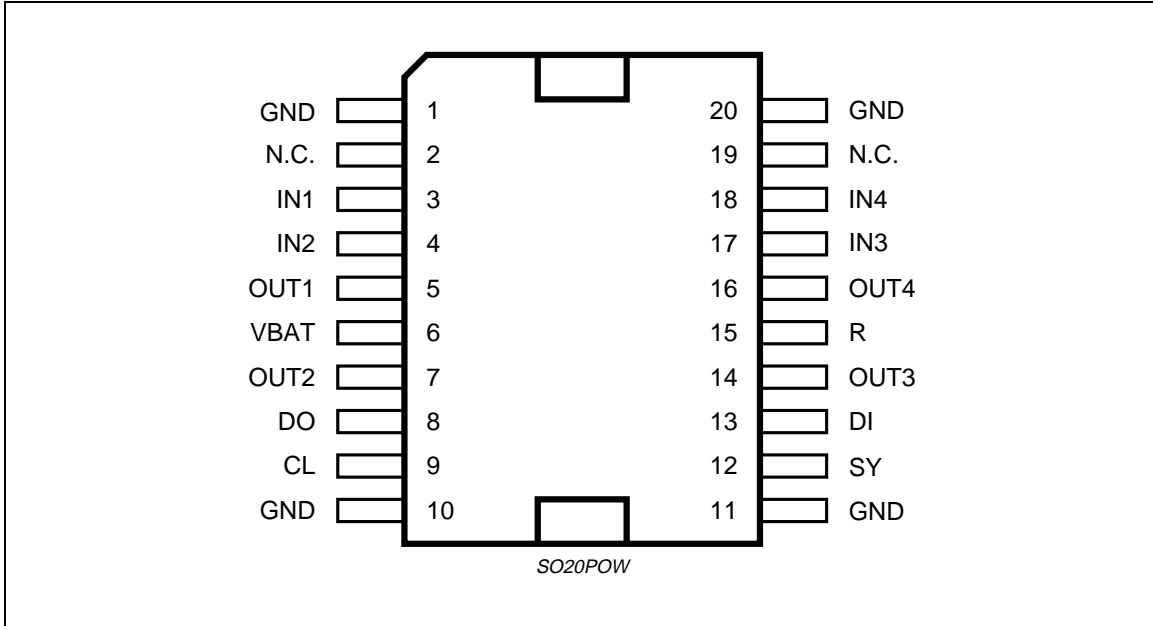 GND 1 20 GND
N.C. 2 19 N.C.
IN1 3 18 IN4
IN2 4 17 IN3
OUT1 5 16 OUT4
VBAT 6 15 R
OUT2 7 14 OUT3
DO 8 13 DI
CL 9 12 SY
GND 10 11 GND
SO20POW